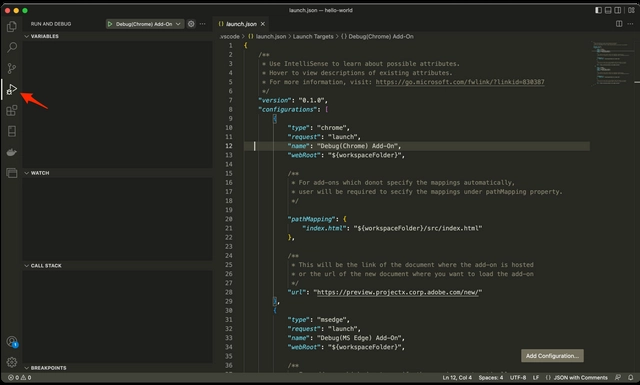 launch.json — hello-world
RUN AND DEBUG
Debug(Chrome) Add-On
VARIABLES
WATCH
CALL STACK
BREAKPOINTS
launch.json
.vscode > launch.json > Launch Targets > Debug(Chrome) Add-On
1 {
2 /**
3 * Use IntelliSense to learn about possible attributes.
4 * Hover to view descriptions of existing attributes.
5 * For more information, visit: https://go.microsoft.com/fwlink/?linkid=830387
6 */
7 "version": "0.1.0",
8 "configurations": [
9 {
10 "type": "chrome",
11 "request": "launch",
12 "name": "Debug(Chrome) Add-On",
13 "webRoot": "${workspaceFolder}",
14
15 /**
16 * For add-ons which donot specify the mappings automatically,
17 * user will be required to secify the mappings under pathMapping property.
18 */
19
20 "pathMapping": {
21 "index.html": "${workspaceFolder}/src/index.html"
22 },
23
24 /**
25 * This will be the link of the document where the add-on is hosted
26 * or the url of the new document where you want to load the add-on
27 */
28 "url": "https://preview.projectx.corp.adobe.com/new/"
29 },
30 {
31 "type": "msedge",
32 "request": "launch",
33 "name": "Debug(MS Edge) Add-On",
34 "webRoot": "${workspaceFolder}",
35
36 /**
Add Configuration...
0 0
Ln 12, Col 4 Spaces: 4 UTF-8 LF {} JSON with Comments